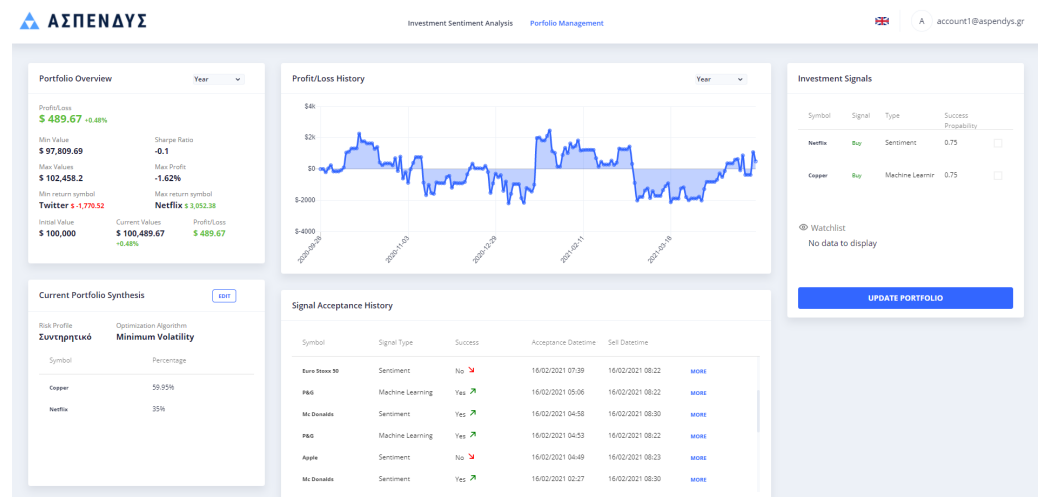 ΑΣΠΕΝΔΥΣ
Investment Sentiment Analysis Porfolio Management
A account1@aspendys.gr
Portfolio Overview Year
Profit/Loss
$ 489.67 +0.48%
Min Value Sharpe Ratio
$ 97,809.69 -0.1
Max Values Max Profit
$ 102,458.2 -1.62%
Min return symbol Max return symbol
Twitter $ -1,770.52 Netflix $ 3,052.38
Initial Value Current Values Profit/Loss
$ 100,000 $ 100,489.67 $ 489.67
+0.48%
Current Portfolio Synthesis EDIT
Risk Profile Optimization Algorithm
Συντηρητικό Minimum Volatility
Symbol Percentage
Copper 59.95%
Netflix 35%
Profit/Loss History Year
$4k
$2k
$0
$-2000
$-4000
2020-09-28 2020-11-03 2020-12-29 2021-02-11 2021-03-18
Signal Acceptance History
Symbol Signal Type Success Acceptance Datetime Sell Datetime
Euro Stoxx 50 Sentiment No 16/02/2021 07:39 16/02/2021 08:22 MORE
P&G Machine Learning Yes 16/02/2021 05:06 16/02/2021 08:22 MORE
Mc Donalds Sentiment Yes 16/02/2021 04:58 16/02/2021 08:30 MORE
P&G Machine Learning Yes 16/02/2021 04:53 16/02/2021 08:22 MORE
Apple Sentiment No 16/02/2021 04:49 16/02/2021 08:23 MORE
Mc Donalds Sentiment Yes 16/02/2021 02:27 16/02/2021 08:30 MORE
Investment Signals
Symbol Signal Type Success
Propability
Netflix Buy Sentiment 0.75
Copper Buy Machine Learnir 0.75
Watchlist
No data to display
UPDATE PORTFOLIO